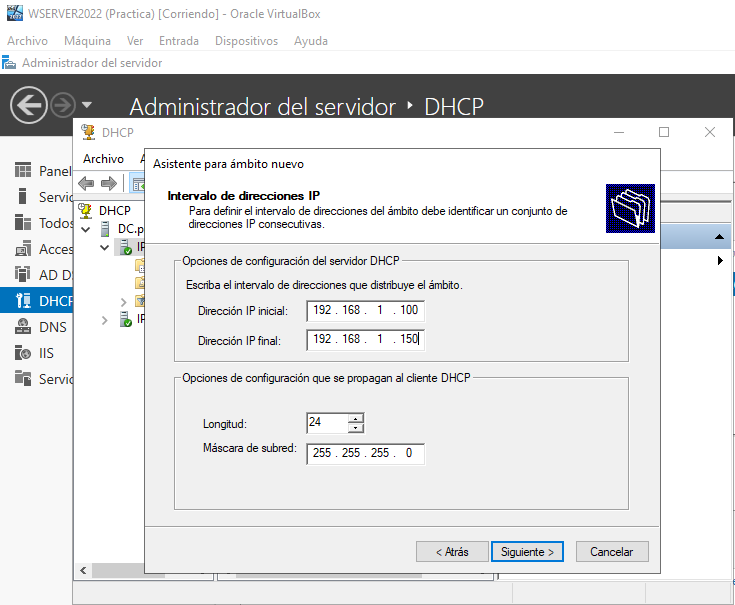 WSERVER2022 (Practica) [Corriendo] - Oracle VirtualBox
Archivo Máquina Ver Entrada Dispositivos Ayuda
Administrador del servidor
Administrador del servidor ‣ DHCP
DHCP
Archivo
Asistente para ámbito nuevo
Intervalo de direcciones IP
Para definir el intervalo de direcciones del ámbito debe identificar un conjunto de
direcciones IP consecutivas.
Panel
Servic
Todos
Acces
AD D
DHCP
DNS
IIS
Servic
DHCP
DC.p
IP
IP
Opciones de configuración del servidor DHCP
Escriba el intervalo de direcciones que distribuye el ámbito.
Dirección IP inicial: 192 . 168 . 1 . 100
Dirección IP final: 192 . 168 . 1 . 150
Opciones de configuración que se propagan al cliente DHCP
Longitud: 24
Máscara de subred: 255 . 255 . 255 . 0
< Atrás Siguiente > Cancelar